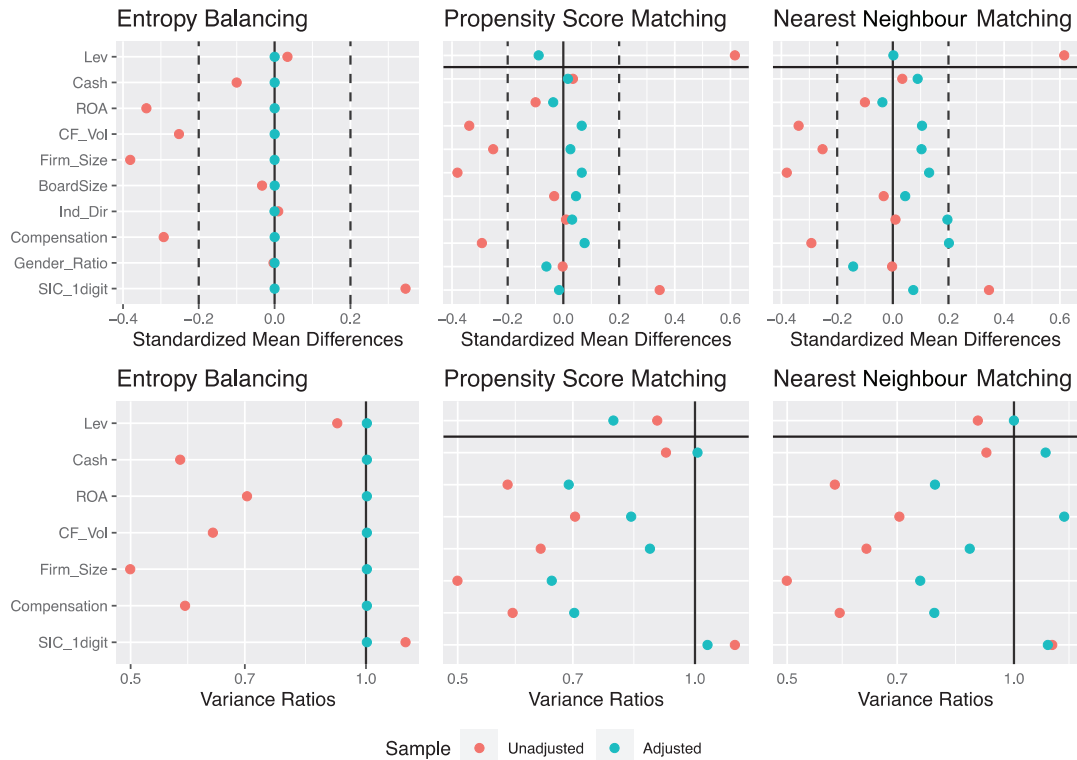 Entropy Balancing
Propensity Score Matching
Nearest Neighbour Matching
Lev
Cash
ROA
CF_Vol
Firm_Size
BoardSize
Ind_Dir
Compensation
Gender_Ratio
SIC_1digit
−0.4 −0.2 0.0 0.2
−0.4 −0.2 0.0 0.2 0.4 0.6
−0.4 −0.2 0.0 0.2 0.4 0.6
Standardized Mean Differences
Standardized Mean Differences
Standardized Mean Differences
Entropy Balancing
Propensity Score Matching
Nearest Neighbour Matching
Lev
Cash
ROA
CF_Vol
Firm_Size
Compensation
SIC_1digit
0.5 0.7 1.0
0.5 0.7 1.0
0.5 0.7 1.0
Variance Ratios
Variance Ratios
Variance Ratios
Sample Unadjusted Adjusted